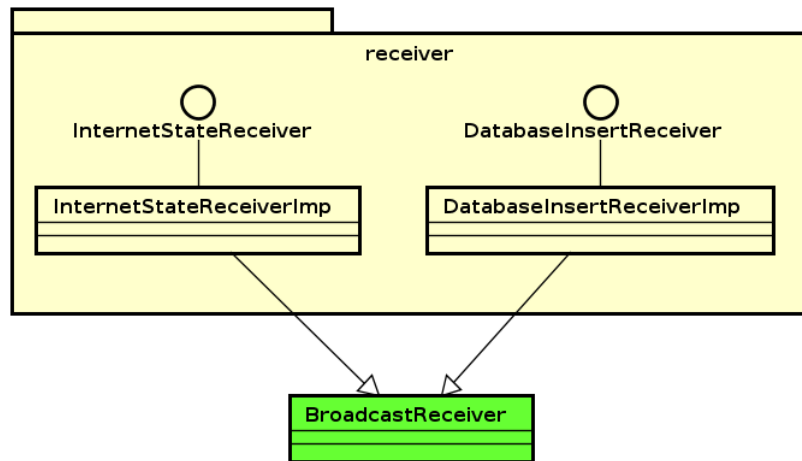 receiver
InternetStateReceiver
DatabaseInsertReceiver
InternetStateReceiverImp
DatabaseInsertReceiverImp
BroadcastReceiver